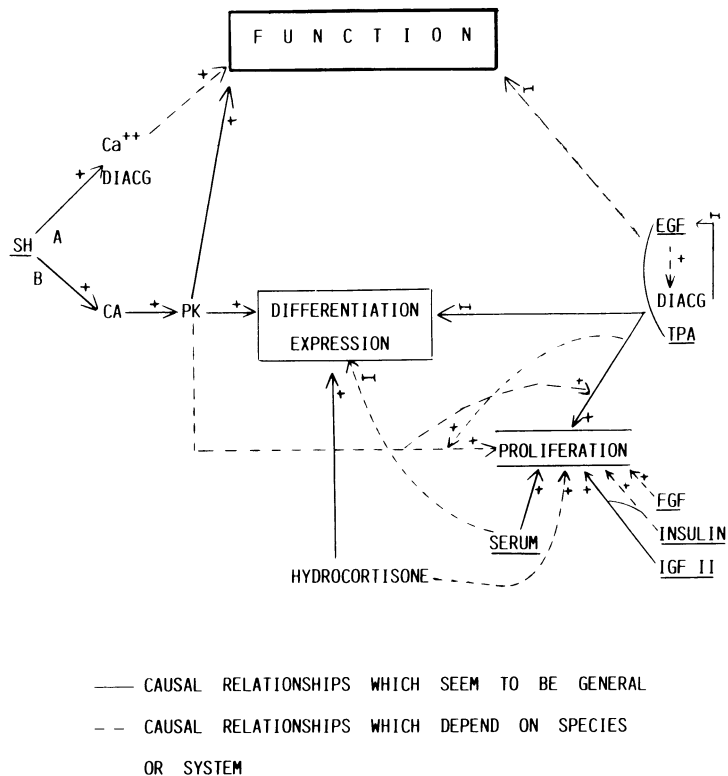 FUNCTION
Ca++
DIACG
SH
A
B
CA
PK
DIFFERENTIATION
EXPRESSION
EGF
DIACG
TPA
PROLIFERATION
FGF
INSULIN
IGF II
SERUM
HYDROCORTISONE
CAUSAL RELATIONSHIPS WHICH SEEM TO BE GENERAL
CAUSAL RELATIONSHIPS WHICH DEPEND ON SPECIES
OR SYSTEM